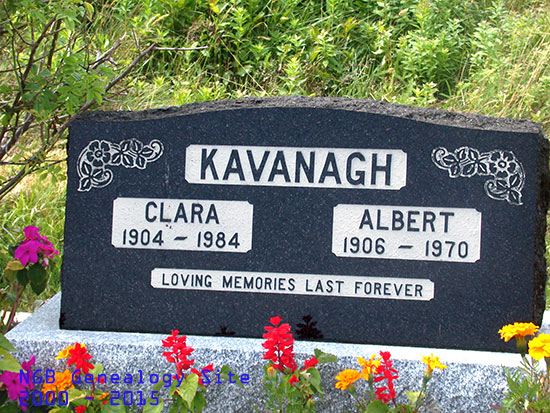 KAVANAGH
CLARA
1904 - 1984
ALBERT
1906 - 1970
LOVING MEMORIES LAST FOREVER
NGB Genealogy Site
2000 - 2015